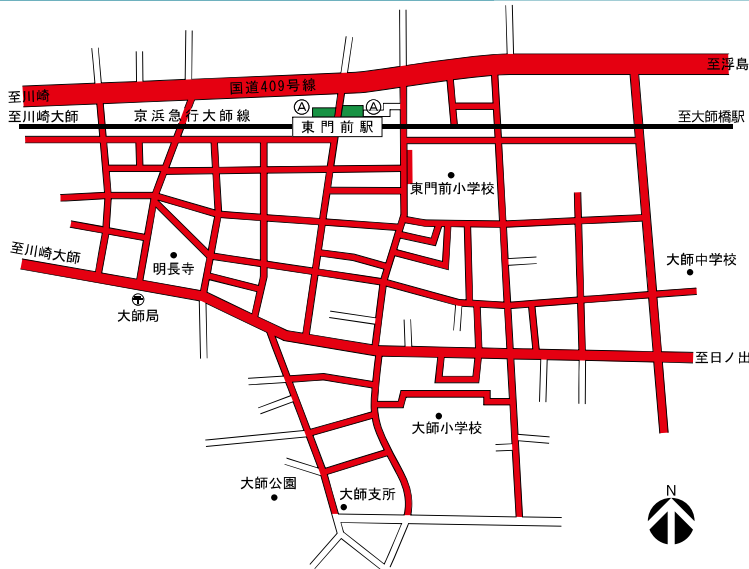 国道409号線
至浮島
至川崎
至川崎大師
京浜急行大師線
Ⓐ
Ⓐ
東門前駅
至大師橋駅
東門前小学校
至川崎大師
明長寺
大師中学校
大師局
至日ノ出
大師小学校
大師公園
大師支所
N